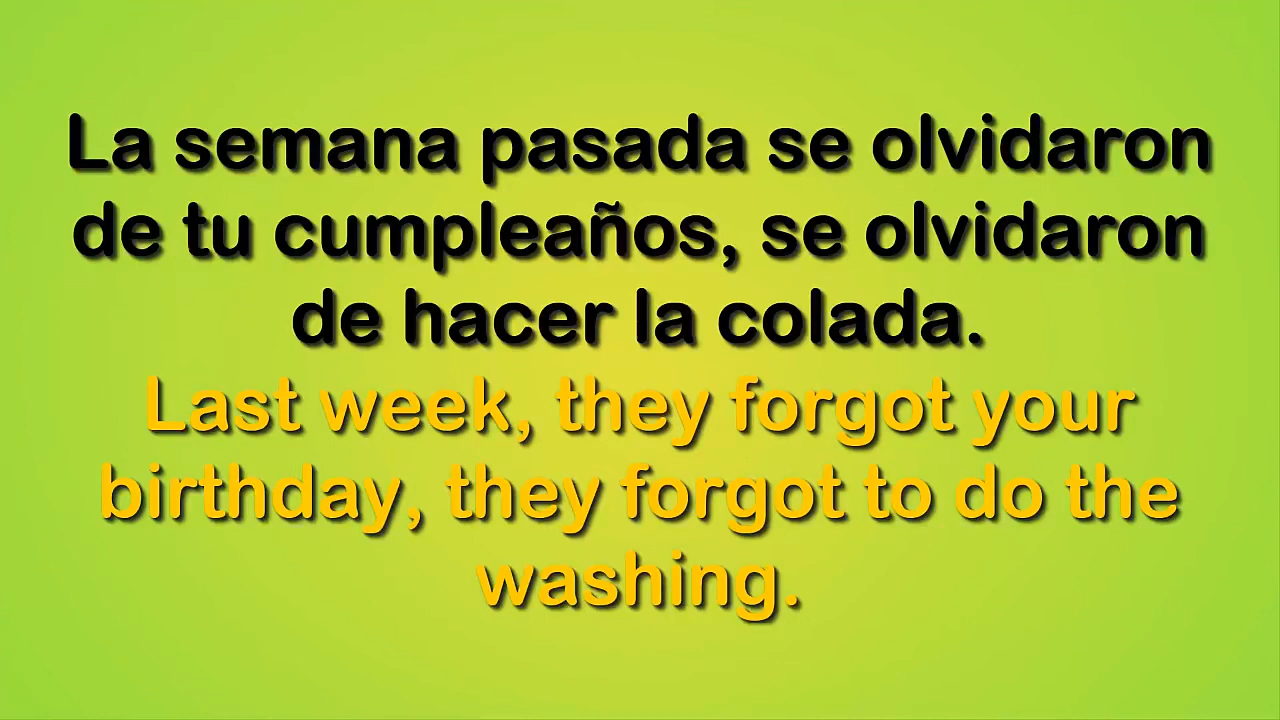 La semana pasada se olvidaron
de tu cumpleaños, se olvidaron
de hacer la colada.
Last week, they forgot your
birthday, they forgot to do the
washing.